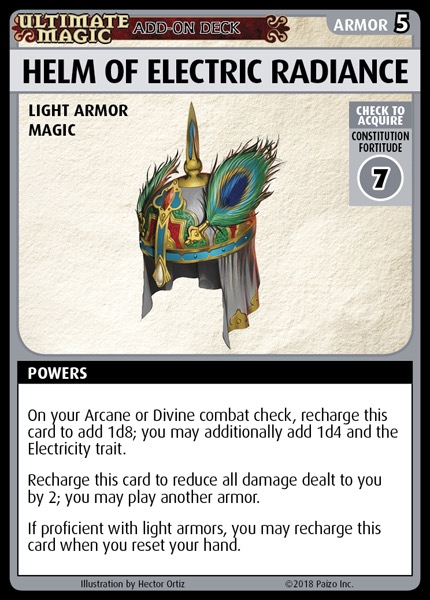 ULTIMATE MAGIC ADD-ON DECK ARMOR 5
HELM OF ELECTRIC RADIANCE
LIGHT ARMOR
MAGIC
CHECK TO
ACQUIRE
CONSTITUTION
FORTITUDE
7
POWERS
On your Arcane or Divine combat check, recharge this
card to add 1d8; you may additionally add 1d4 and the
Electricity trait.
Recharge this card to reduce all damage dealt to you
by 2; you may play another armor.
If proficient with light armors, you may recharge this
card when you reset your hand.
Illustration by Hector Ortiz ©2018 Paizo Inc.